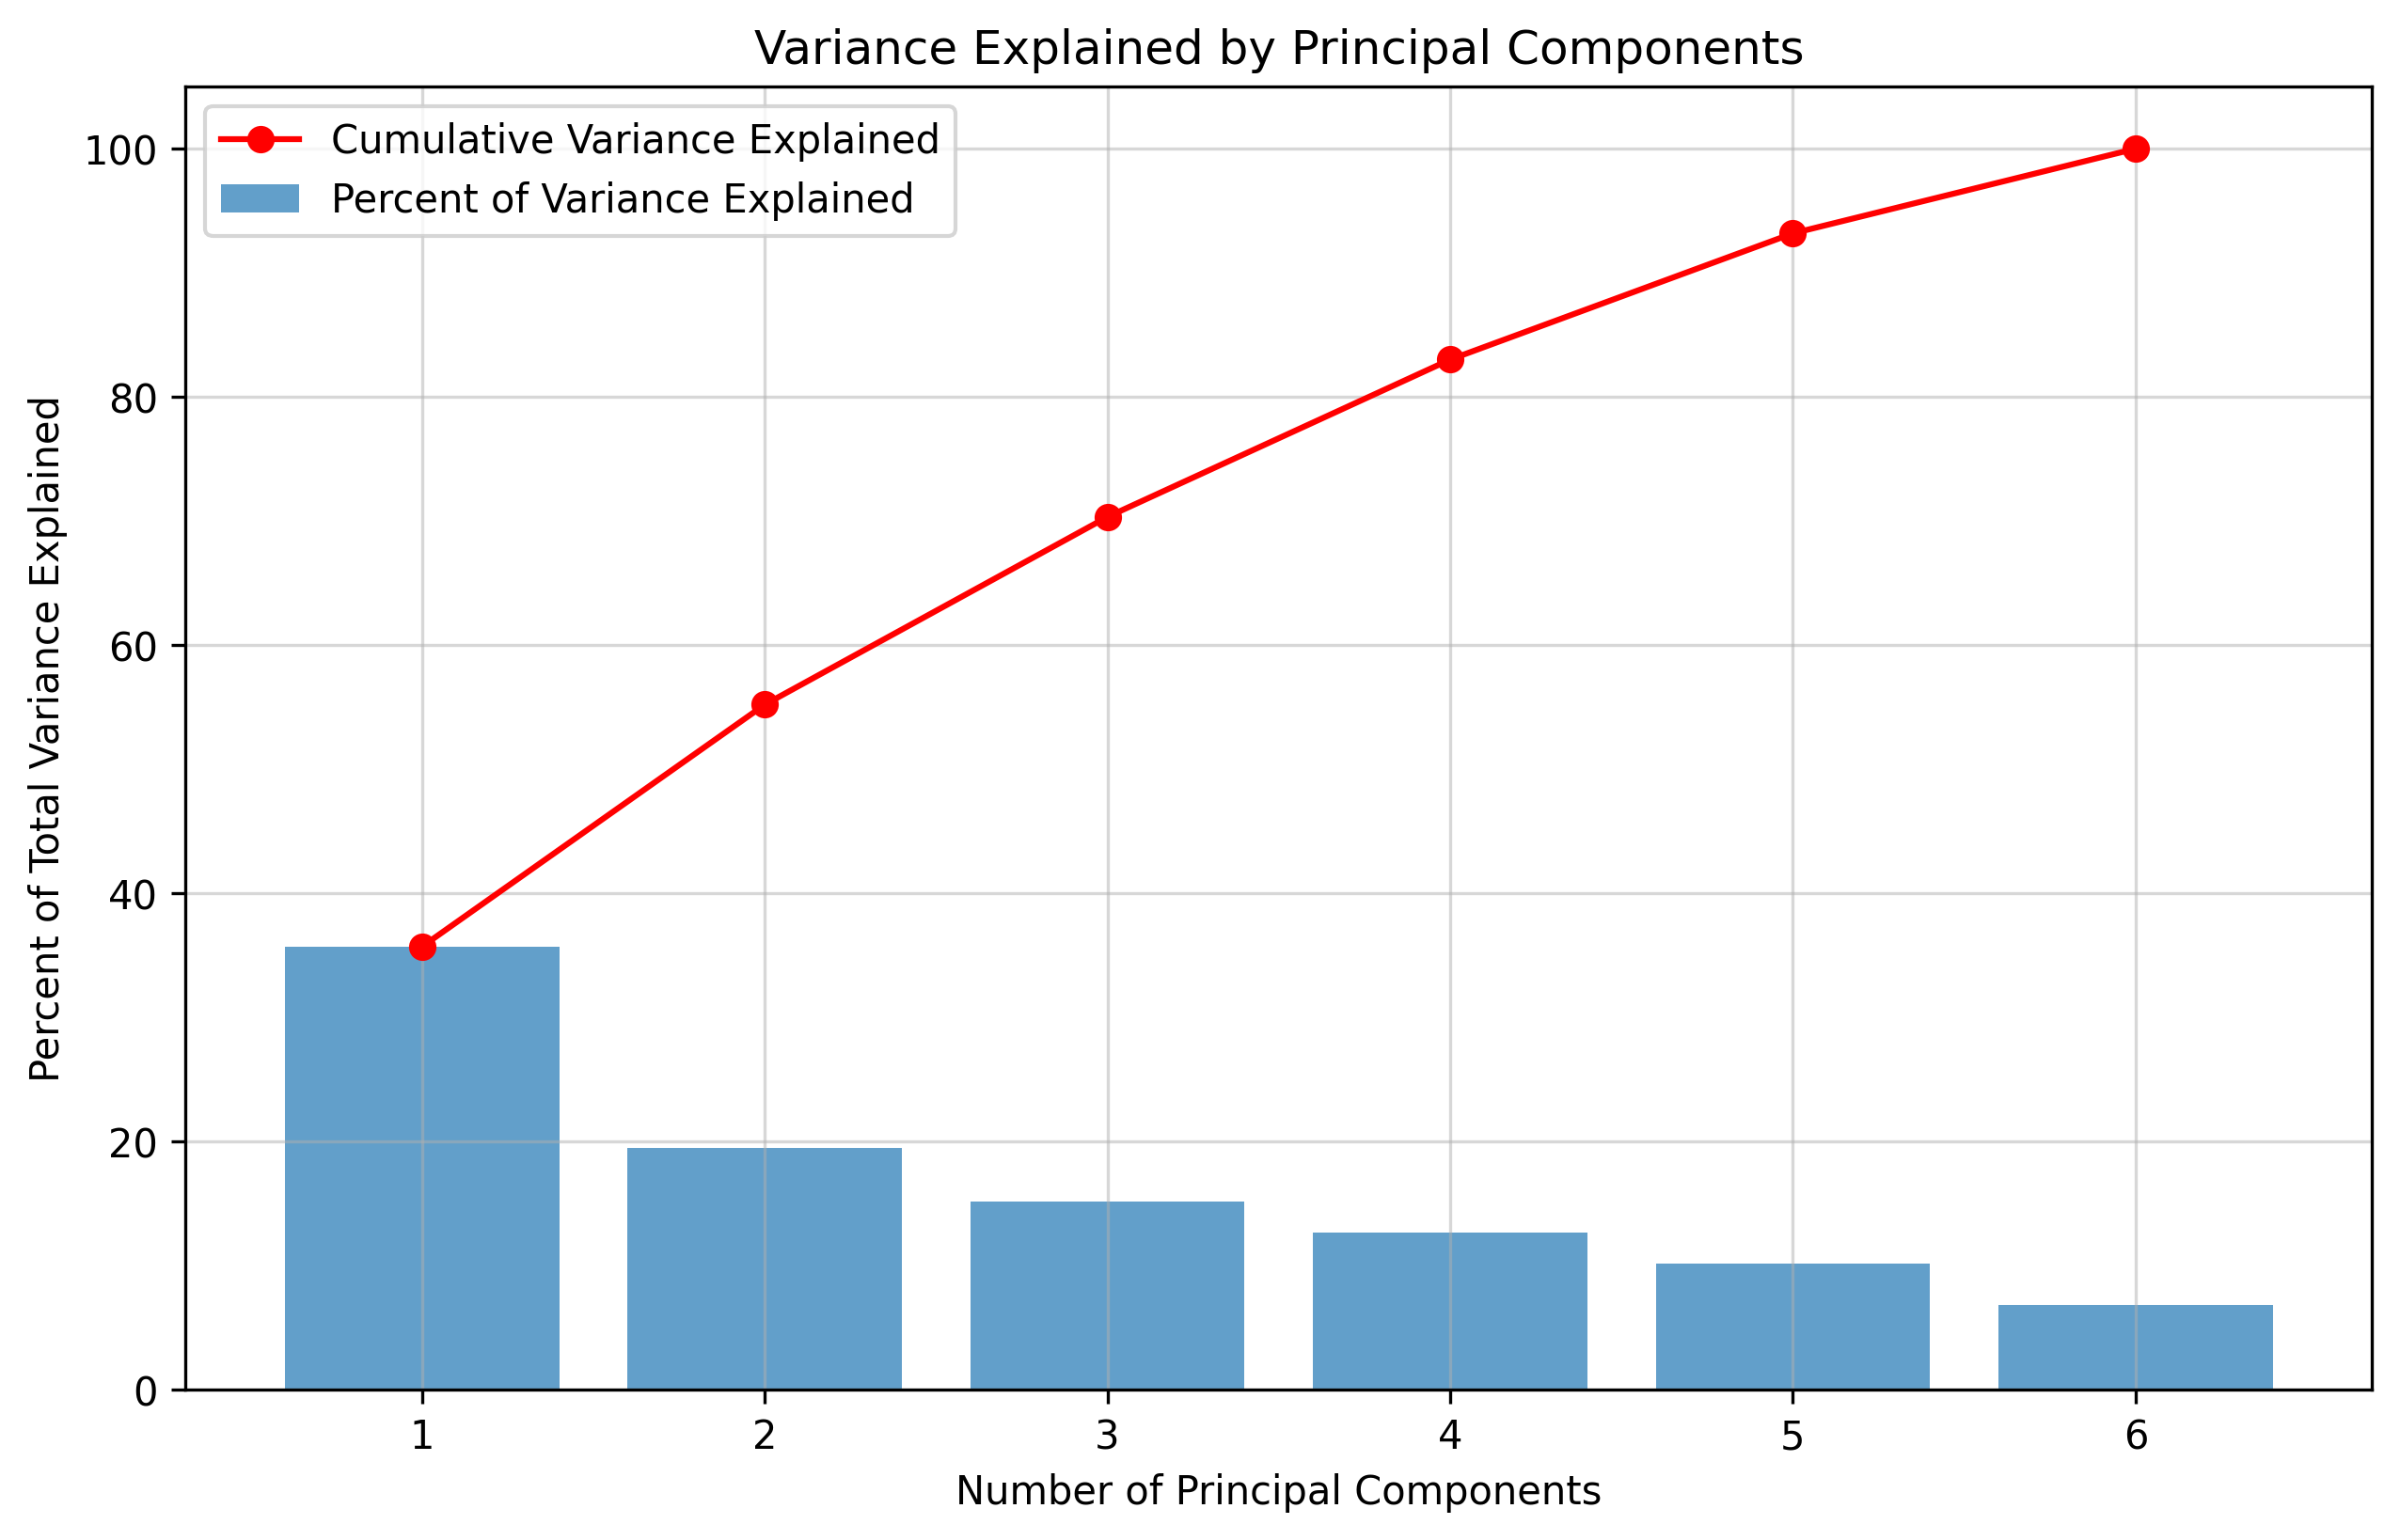 Variance Explained by Principal Components
Cumulative Variance Explained
Percent of Variance Explained
Percent of Total Variance Explained
100
80
60
40
20
0
1 2 3 4 5 6
Number of Principal Components